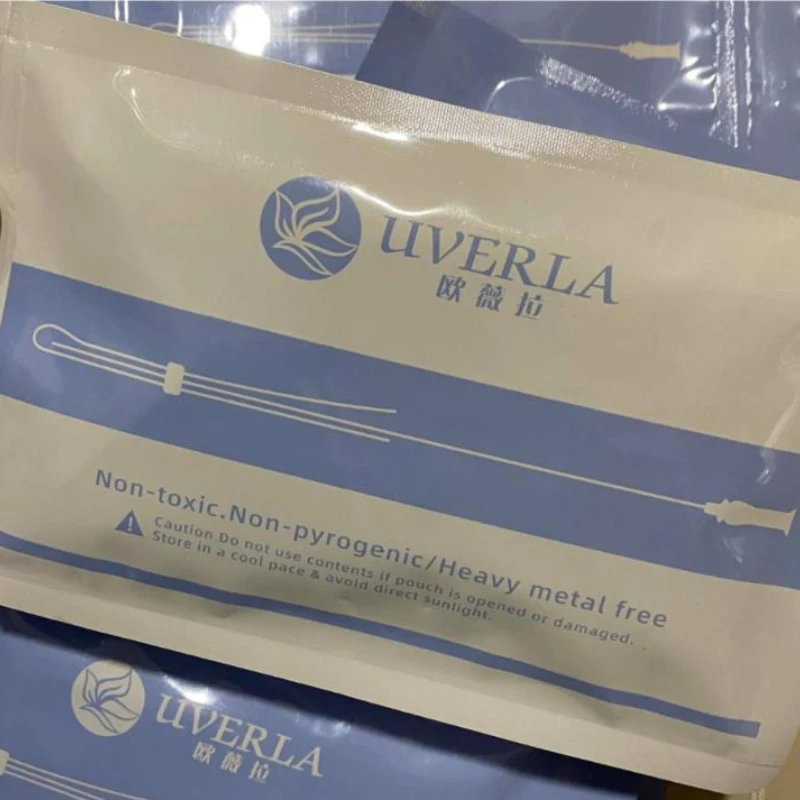 UVERLA
欧薇拉
Non-toxic.Non-pyrogenic/Heavy metal free
Caution Do not use contents if pouch is opened or damaged.
Store in a cool pace & avoid direct sunlight.
UVERLA
欧薇拉